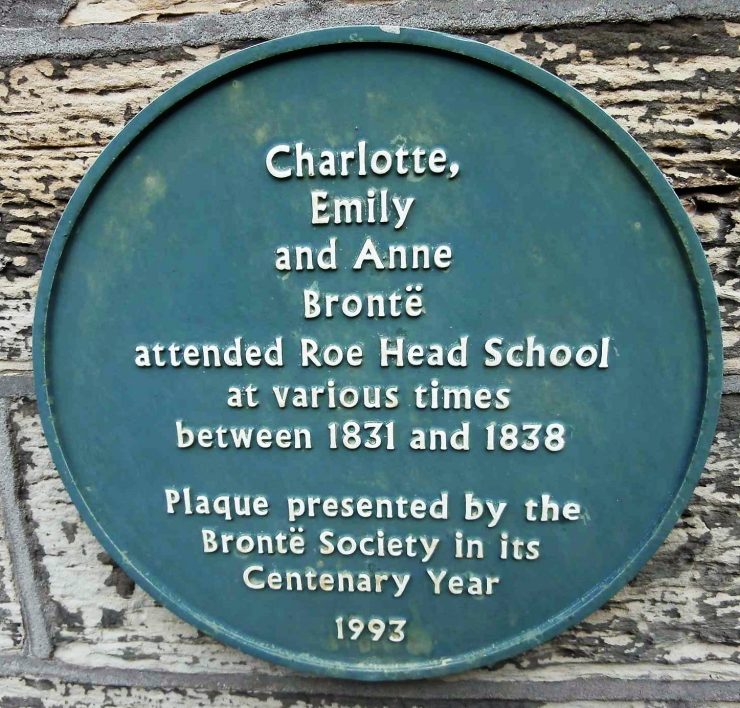 Charlotte,
Emily
and Anne
Brontë
attended Roe Head School
at various times
between 1831 and 1838
Plaque presented by the
Brontë Society in its
Centenary Year
1993